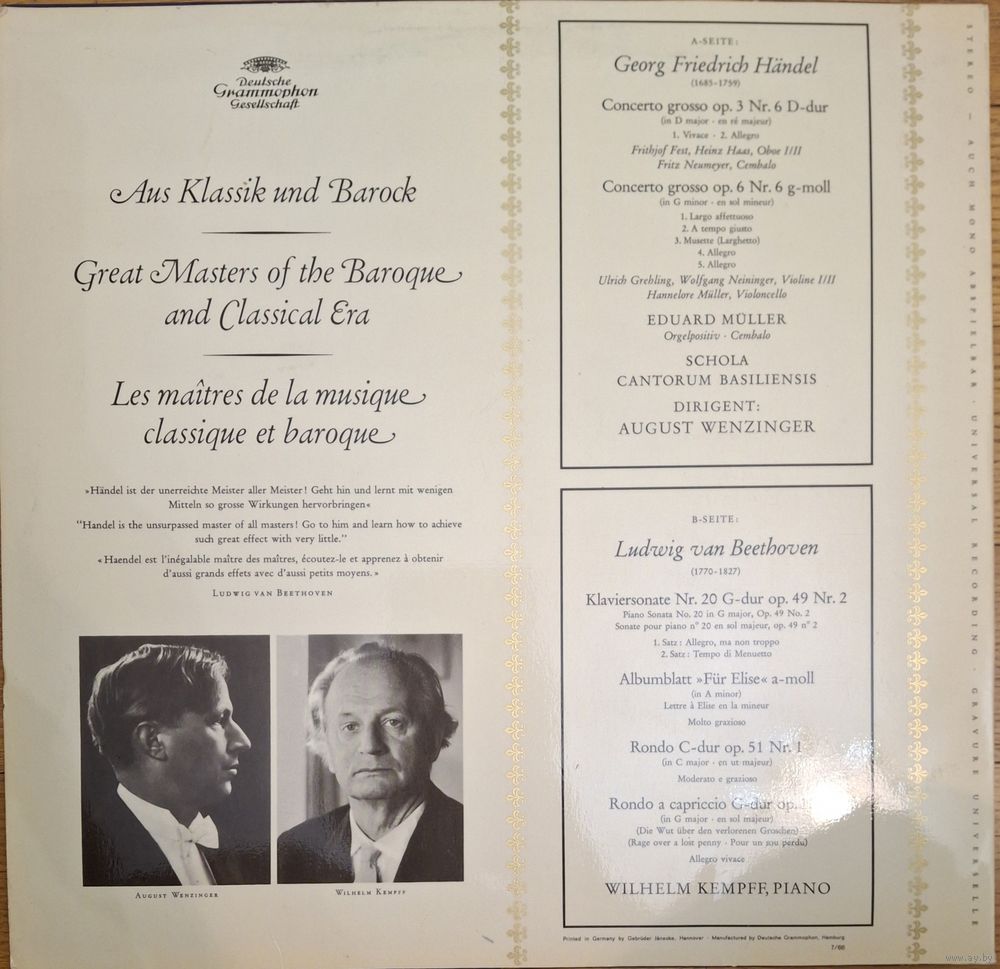 Deutsche
Grammophon
Gesellschaft
Aus Klassik und Barock
Great Masters of the Baroque
and Classical Era
Les maîtres de la musique
classique et baroque
»Händel ist der unerreichte Meister aller Meister! Geht hin und lernt mit wenigen
Mitteln so grosse Wirkungen hervorbringen«
“Handel is the unsurpassed master of all masters! Go to him and learn how to achieve
such great effect with very little.”
«Haendel est l’inégalable maître des maîtres, écoutez-le et apprenez à obtenir
d’aussi grands effets avec d’aussi petits moyens.»
LUDWIG VAN BEETHOVEN
AUGUST WENZINGER
WILHELM KEMPFF
A-SEITE:
Georg Friedrich Händel
(1685-1759)
Concerto grosso op. 3 Nr. 6 D-dur
(in D major · en ré majeur)
1. Vivace · 2. Allegro
Frithjof Fest, Heinz Haas, Oboe I/II
Fritz Neumeyer, Cembalo
Concerto grosso op. 6 Nr. 6 g-moll
(in G minor · en sol mineur)
1. Largo affettuoso
2. A tempo giusto
3. Musette (Larghetto)
4. Allegro
5. Allegro
Ulrich Grehling, Wolfgang Neininger, Violine I/II
Hannelore Müller, Violoncello
EDUARD MÜLLER
Orgelpositiv · Cembalo
SCHOLA
CANTORUM BASILIENSIS
DIRIGENT:
AUGUST WENZINGER
B-SEITE:
Ludwig van Beethoven
(1770-1827)
Klaviersonate Nr. 20 G-dur op. 49 Nr. 2
Piano Sonata No. 20 in G major, Op. 49 No. 2
Sonate pour piano n° 20 en sol majeur, op. 49 n° 2
1. Satz: Allegro, ma non troppo
2. Satz: Tempo di Menuetto
Albumblatt »Für Elise« a-moll
(in A minor)
Lettre à Elise en la mineur
Molto grazioso
Rondo C-dur op. 51 Nr. 1
(in C major · en ut majeur)
Moderato e grazioso
Rondo a capriccio G-dur op.
(in G major · en sol majeur)
(Die Wut über den verlorenen Groschen)
(Rage over a lost penny · Pour un sou perdu)
Allegro vivace
WILHELM KEMPFF, PIANO
Printed in Germany by Gebrüder Jänecke, Hannover · Manufactured by Deutsche Grammophon, Hamburg
7/68
STEREO — AUCH MONO ABSPIELBAR · UNIVERSAL RECORDING · GRAVURE UNIVERSELLE
www.ay.by